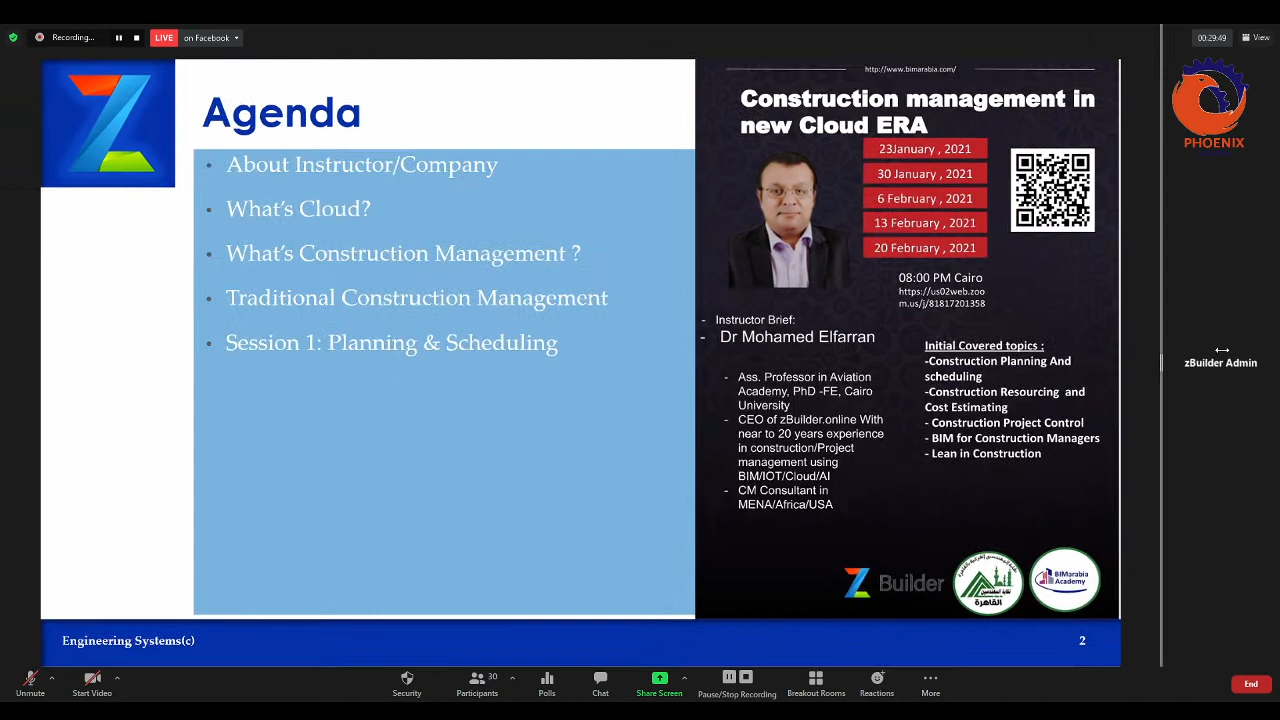 Recording...
LIVE
on Facebook
00:29:49
View
Agenda
• About Instructor/Company
• What's Cloud?
• What's Construction Management ?
• Traditional Construction Management
• Session 1: Planning & Scheduling
http://www.bimarabia.com/
Construction management in
new Cloud ERA
23January , 2021
30 January , 2021
6 February , 2021
13 February , 2021
20 February , 2021
08:00 PM Cairo
https://us02web.zoo
m.us/j/81817201358
- Instructor Brief:
- Dr Mohamed Elfarran
- Ass. Professor in Aviation
Academy, PhD -FE, Cairo
University
- CEO of zBuilder.online With
near to 20 years experience
in construction/Project
management using
BIM/IOT/Cloud/AI
- CM Consultant in
MENA/Africa/USA
Initial Covered topics :
-Construction Planning And
scheduling
-Construction Resourcing and
Cost Estimating
- Construction Project Control
- BIM for Construction Managers
- Lean in Construction
Z Builder
القاهرة
BIMarabia
Academy
PHOENIX
zBuilder Admin
Engineering Systems(c)
2
Unmute
Start Video
Security
Participants
30
Polls
Chat
Share Screen
Pause/Stop Recording
Breakout Rooms
Reactions
More
End